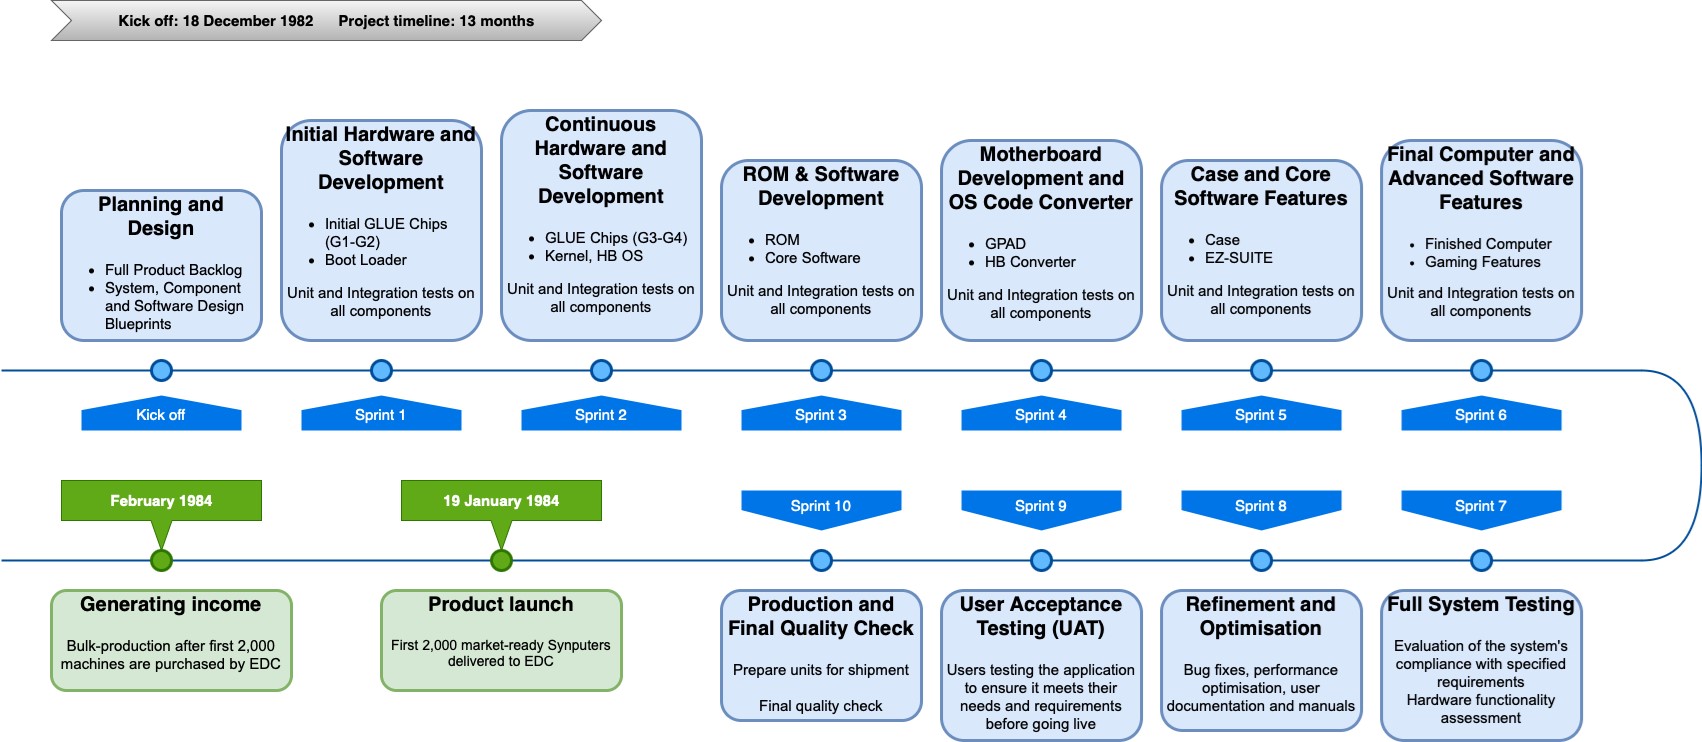 Kick off: 18 December 1982 Project timeline: 13 months
Planning and
Design
• Full Product Backlog
• System, Component
and Software Design
Blueprints
Initial Hardware and
Software
Development
• Initial GLUE Chips
(G1-G2)
• Boot Loader
Unit and Integration tests on
all components
Continuous
Hardware and
Software
Development
• GLUE Chips (G3-G4)
• Kernel, HB OS
Unit and Integration tests on
all components
ROM & Software
Development
• ROM
• Core Software
Unit and Integration tests on
all components
Motherboard
Development and
OS Code Converter
• GPAD
• HB Converter
Unit and Integration tests on
all components
Case and Core
Software Features
• Case
• EZ-SUITE
Unit and Integration tests on
all components
Final Computer and
Advanced Software
Features
• Finished Computer
• Gaming Features
Unit and Integration tests on
all components
Kick off
Sprint 1
Sprint 2
Sprint 3
Sprint 4
Sprint 5
Sprint 6
February 1984
19 January 1984
Sprint 10
Sprint 9
Sprint 8
Sprint 7
Generating income
Bulk-production after first 2,000
machines are purchased by EDC
Product launch
First 2,000 market-ready Synputers
delivered to EDC
Production and
Final Quality Check
Prepare units for shipment
Final quality check
User Acceptance
Testing (UAT)
Users testing the application
to ensure it meets their
needs and requirements
before going live
Refinement and
Optimisation
Bug fixes, performance
optimisation, user
documentation and manuals
Full System Testing
Evaluation of the system's
compliance with specified
requirements
Hardware functionality
assessment